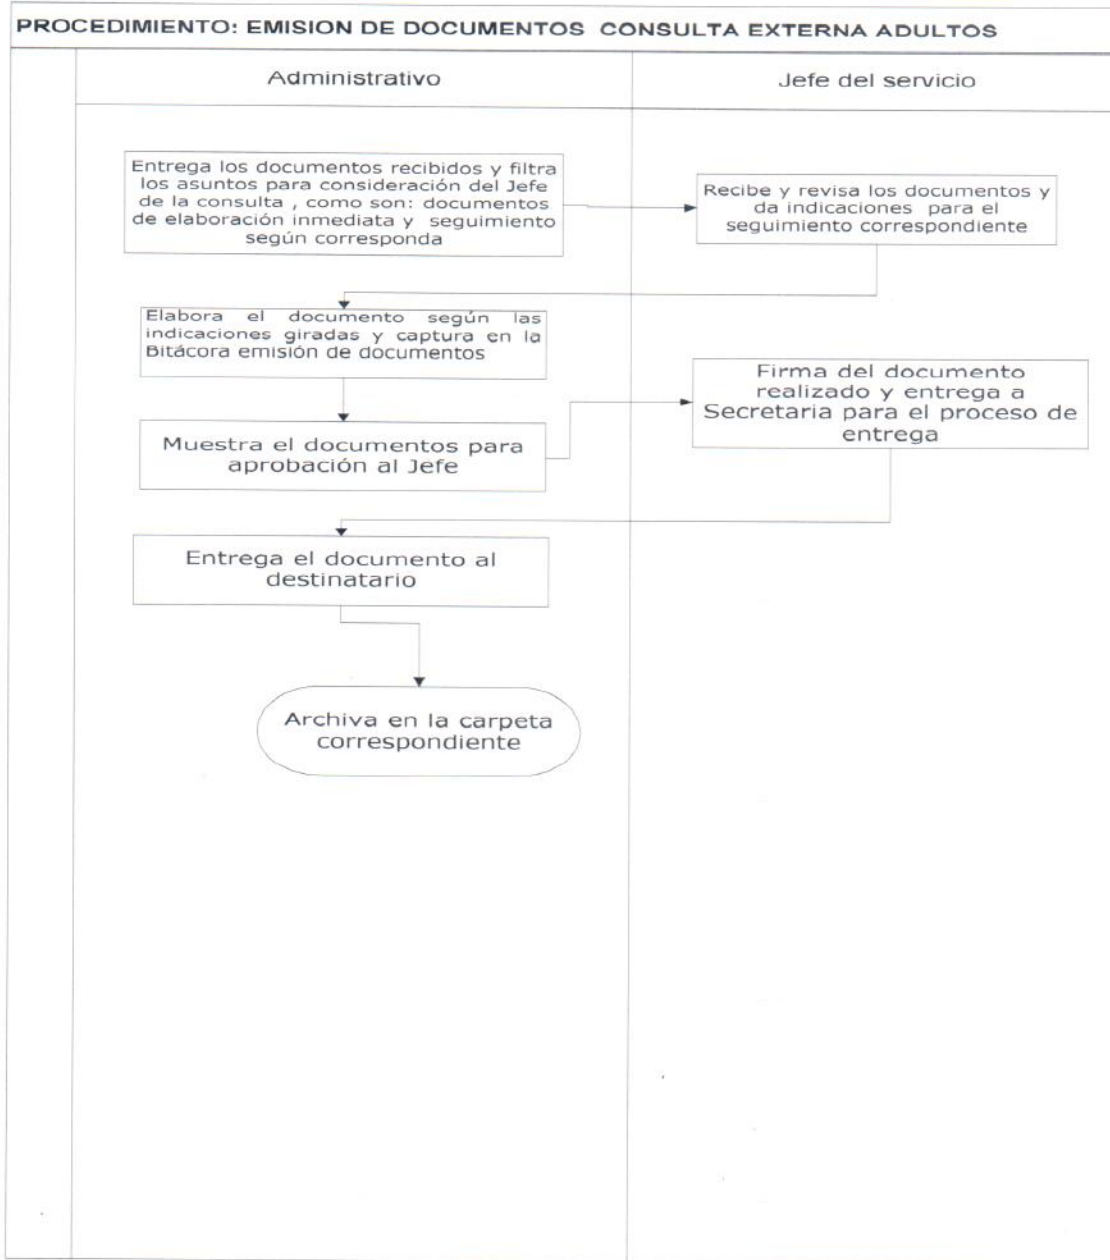 PROCEDIMIENTO: EMISION DE DOCUMENTOS CONSULTA EXTERNA ADULTOS
Administrativo
Jefe del servicio
Entrega los documentos recibidos y filtra
los asuntos para consideración del Jefe
de la consulta , como son: documentos
de elaboración inmediata y seguimiento
según corresponda
Recibe y revisa los documentos y
da indicaciones para el
seguimiento correspondiente
Elabora el documento según las
indicaciones giradas y captura en la
Bitácora emisión de documentos
Muestra el documentos para
aprobación al Jefe
Firma del documento
realizado y entrega a
Secretaria para el proceso de
entrega
Entrega el documento al
destinatario
Archiva en la carpeta
correspondiente